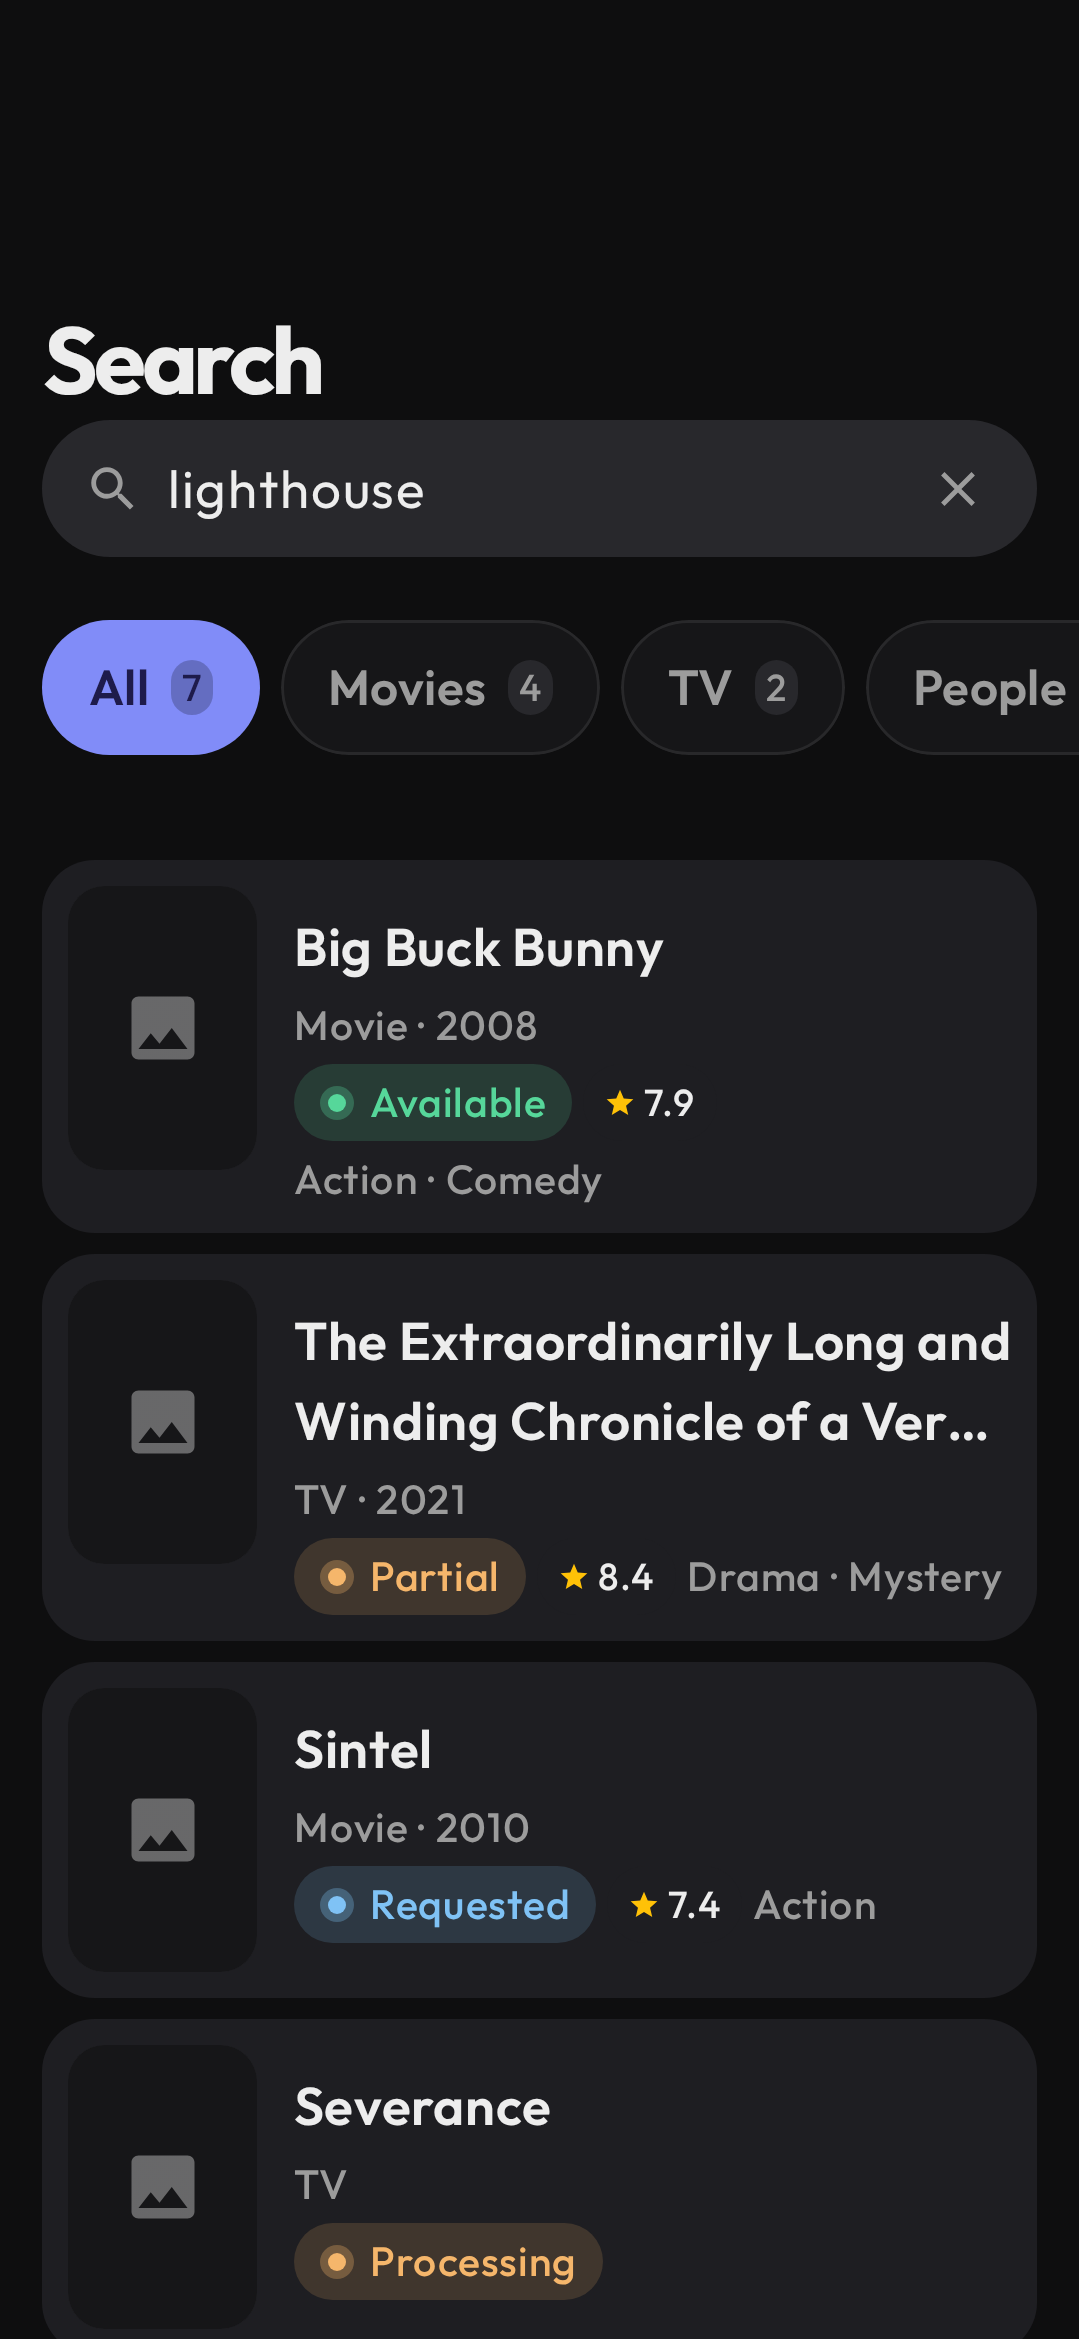 Search
lighthouse
All 7 Movies 4 TV 2 People
Big Buck Bunny
Movie · 2008
Available 7.9
Action · Comedy
The Extraordinarily Long and
Winding Chronicle of a Ver...
TV · 2021
Partial 8.4 Drama · Mystery
Sintel
Movie · 2010
Requested 7.4 Action
Severance
TV
Processing